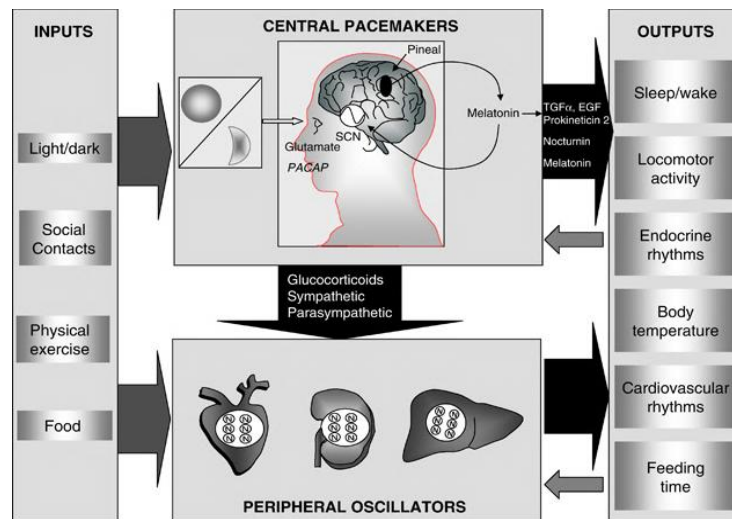 INPUTS
Light/dark
Social
Contacts
Physical
exercise
Food
CENTRAL PACEMAKERS
Pineal
Melatonin
SCN
Glutamate
PACAP
TGFα, EGF
Prokineticin 2
Nocturnin
Melatonin
Glucocorticoids
Sympathetic
Parasympathetic
PERIPHERAL OSCILLATORS
OUTPUTS
Sleep/wake
Locomotor
activity
Endocrine
rhythms
Body
temperature
Cardiovascular
rhythms
Feeding
time